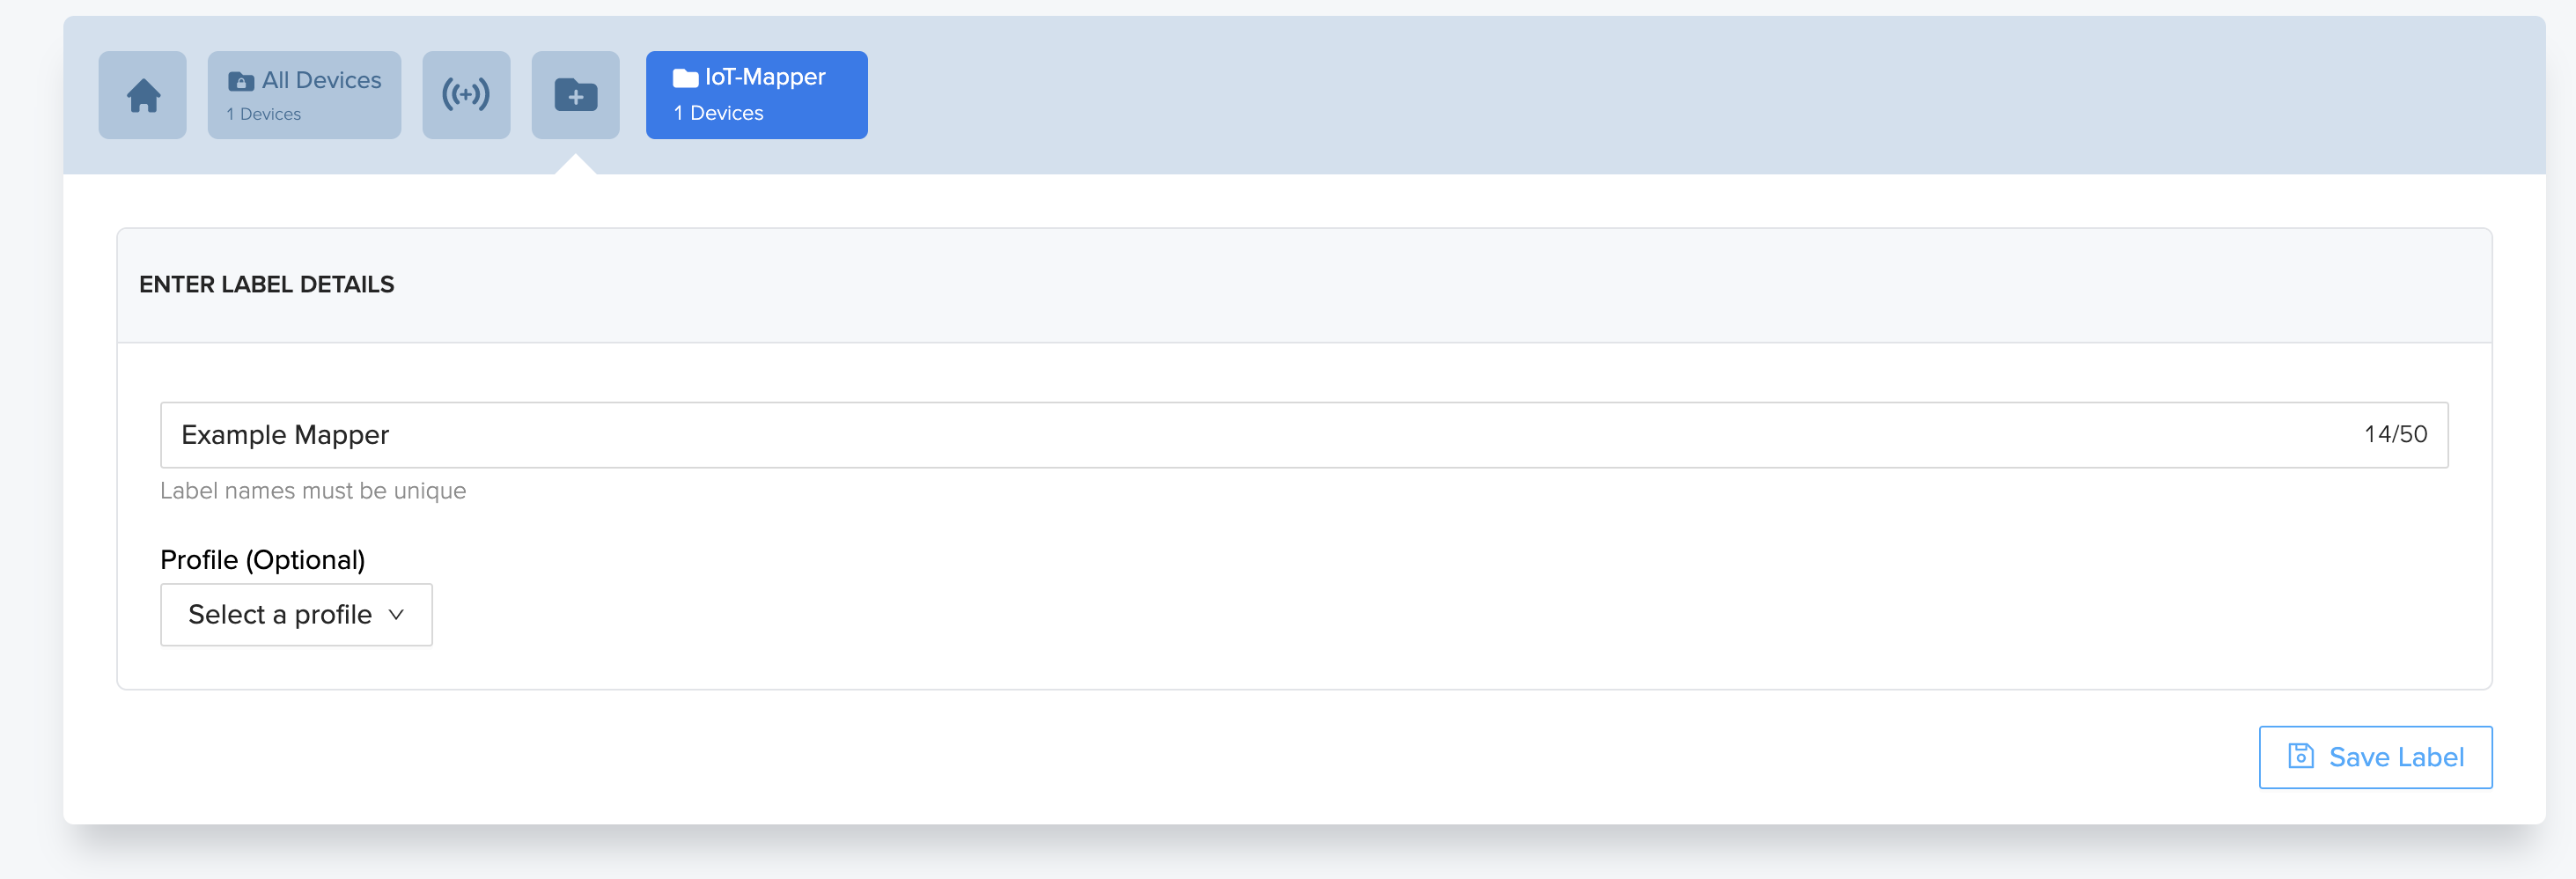 All Devices
1 Devices
IoT-Mapper
1 Devices
ENTER LABEL DETAILS
Example Mapper
14/50
Label names must be unique
Profile (Optional)
Select a profile
Save Label